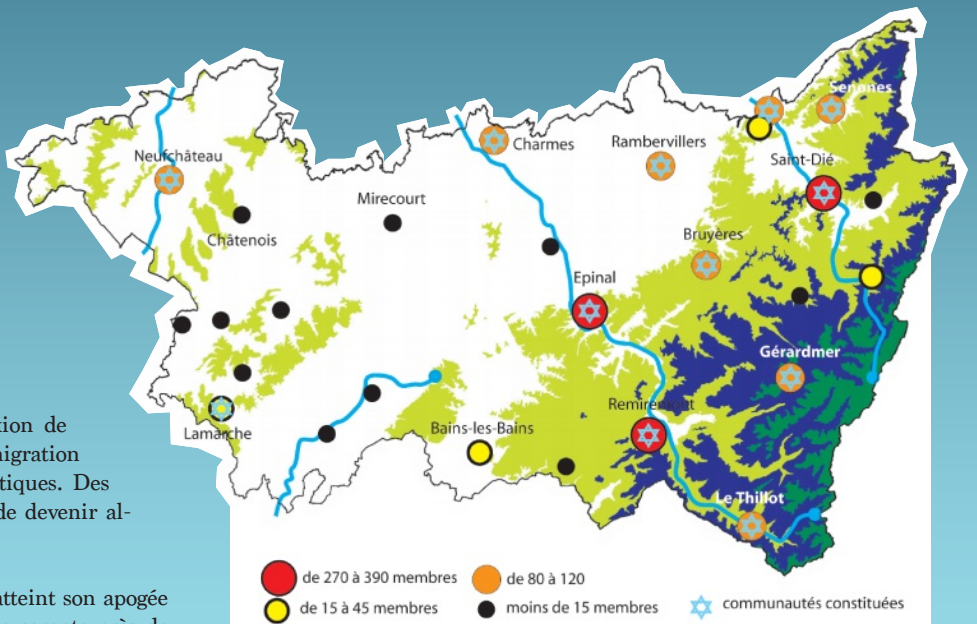 Senones
Charmes
Rambervillers
Saint-Dié
Neufchâteau
Mirecourt
Châtenois
Bruyères
Epinal
Gérardmer
Remiremont
Lamarche
Bains-les-Bains
Le Thillot
tion de
migration
tiques. Des
de devenir al-
atteint son apogée
de 270 à 390 membres
de 80 à 120
de 15 à 45 membres
moins de 15 membres
communautés constituées